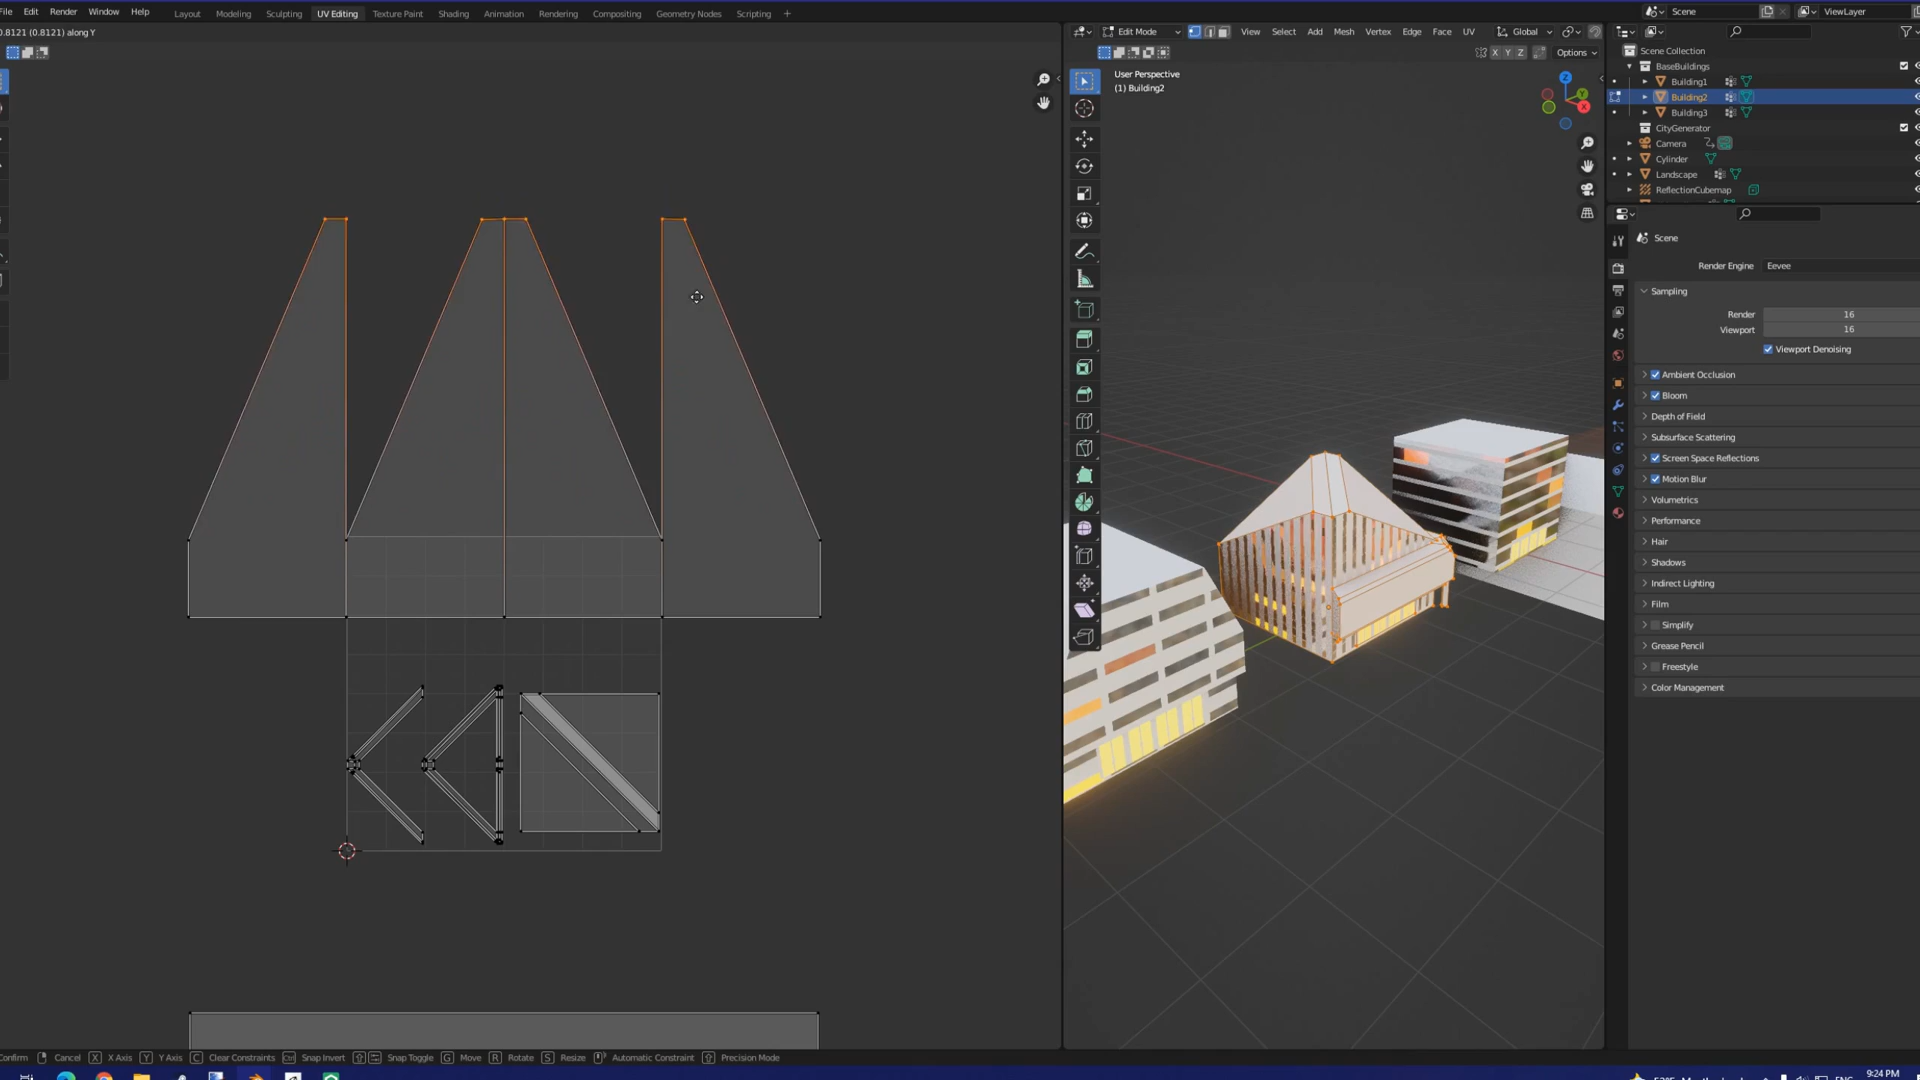 File Edit Render Window Help Layout Modeling Sculpting UV Editing Texture Paint Shading Animation Rendering Compositing Geometry Nodes Scripting + Scene ViewLayer
0.8121 (0.8121) along Y
Edit Mode View Select Add Mesh Vertex Edge Face UV Global
X Y Z Options
User Perspective
(1) Building2
Scene Collection
BaseBuildings
Building1
Building2
Building3
CityGenerator
Camera
Cylinder
Landscape
ReflectionCubemap
Scene
Render Engine Eevee
Sampling
Render 16
Viewport 16
Viewport Denoising
Ambient Occlusion
Bloom
Depth of Field
Subsurface Scattering
Screen Space Reflections
Motion Blur
Volumetrics
Performance
Hair
Shadows
Indirect Lighting
Film
Simplify
Grease Pencil
Freestyle
Color Management
Confirm Cancel X X Axis Y Y Axis C Clear Constraints Ctrl Snap Invert Snap Toggle G Move R Rotate S Resize Automatic Constraint Precision Mode
9:24 PM